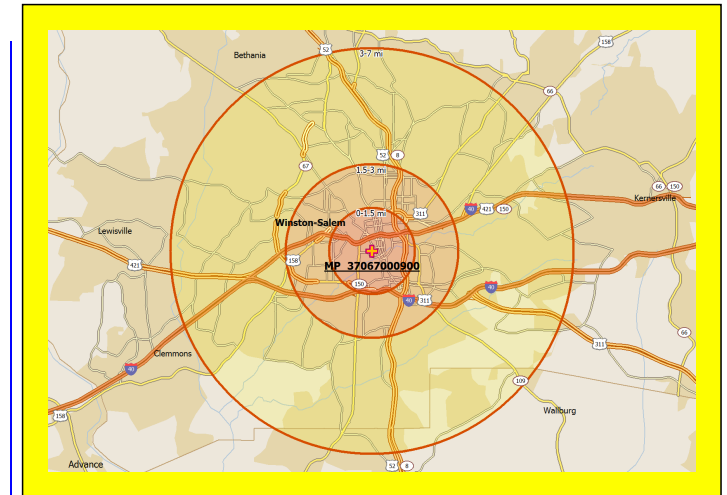 52
158
Bethania
3-7 mi
66
52 8
67
1.5-3 mi
66 150
0-1.5 mi
311
40 421 150
Kernersville
Winston-Salem
Lewisville
158
421
MP_37067000900
150
40
40 311
66
311
Clemmons
40
109
158
Wallburg
Advance
52 8